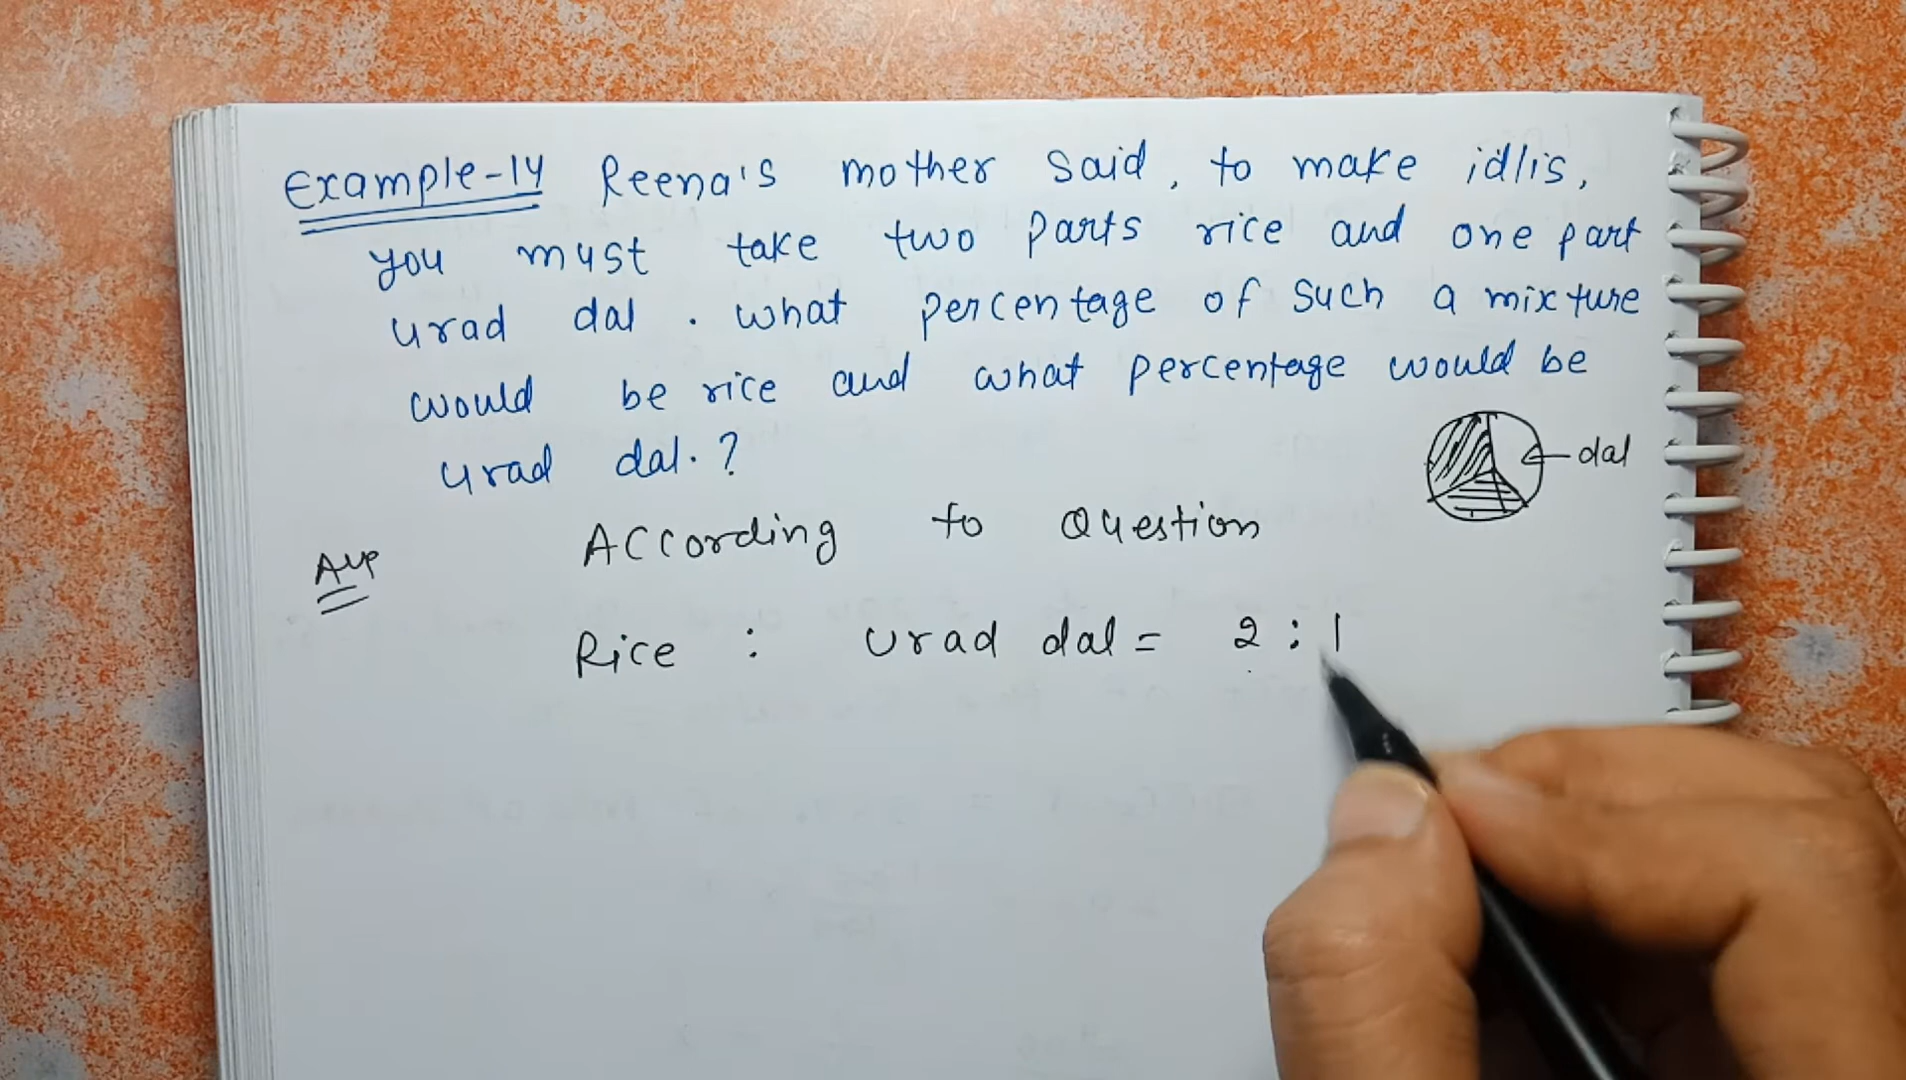 Example-14 Reena's mother said, to make idlis,
you must take two parts rice and one part
urad dal. what percentage of such a mixture
would be rice and what percentage would be
urad dal.?
dal
According to Question
Rice : Urad dal = 2 : 1